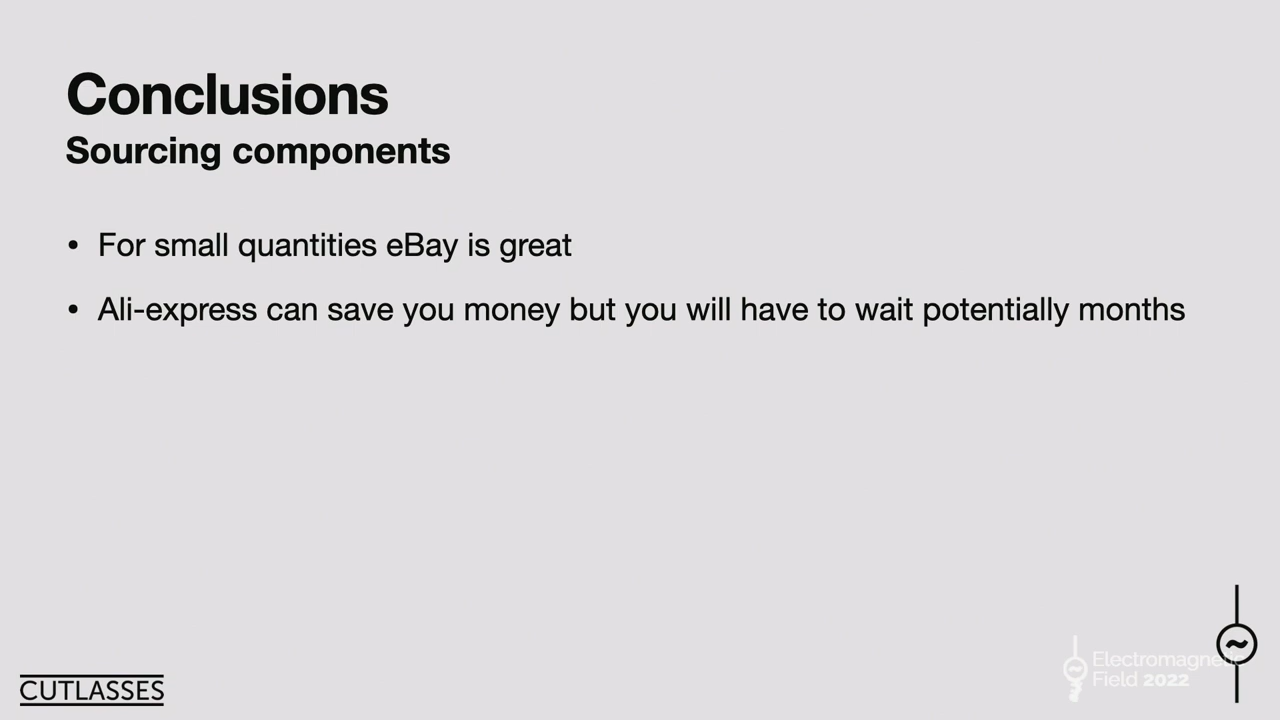 Conclusions
Sourcing components
• For small quantities eBay is great
• Ali-express can save you money but you will have to wait potentially months
CUTLASSES
Electromagnetic
Field 2022